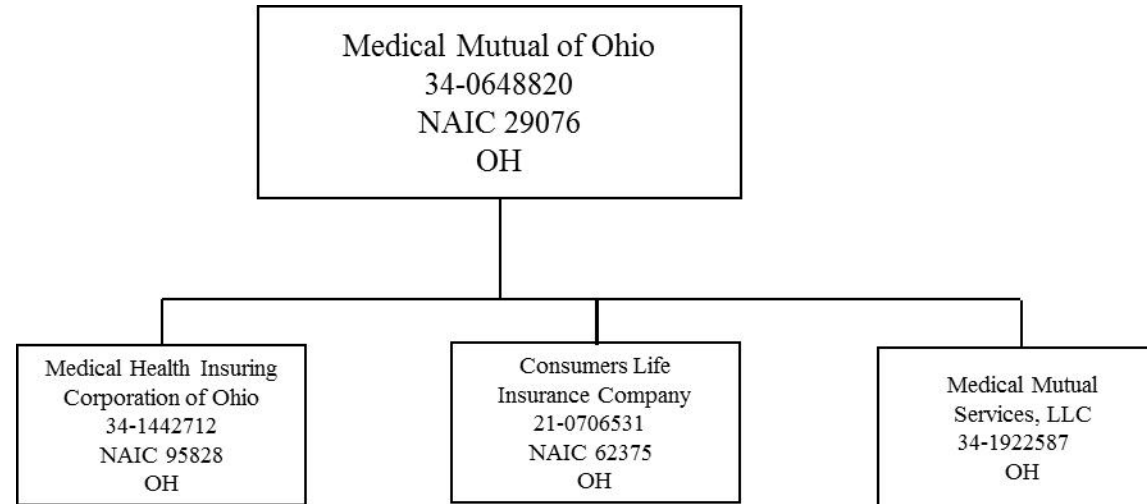 Medical Mutual of Ohio
34-0648820
NAIC 29076
OH
Medical Health Insuring
Corporation of Ohio
34-1442712
NAIC 95828
OH
Consumers Life
Insurance Company
21-0706531
NAIC 62375
OH
Medical Mutual
Services, LLC
34-1922587
OH